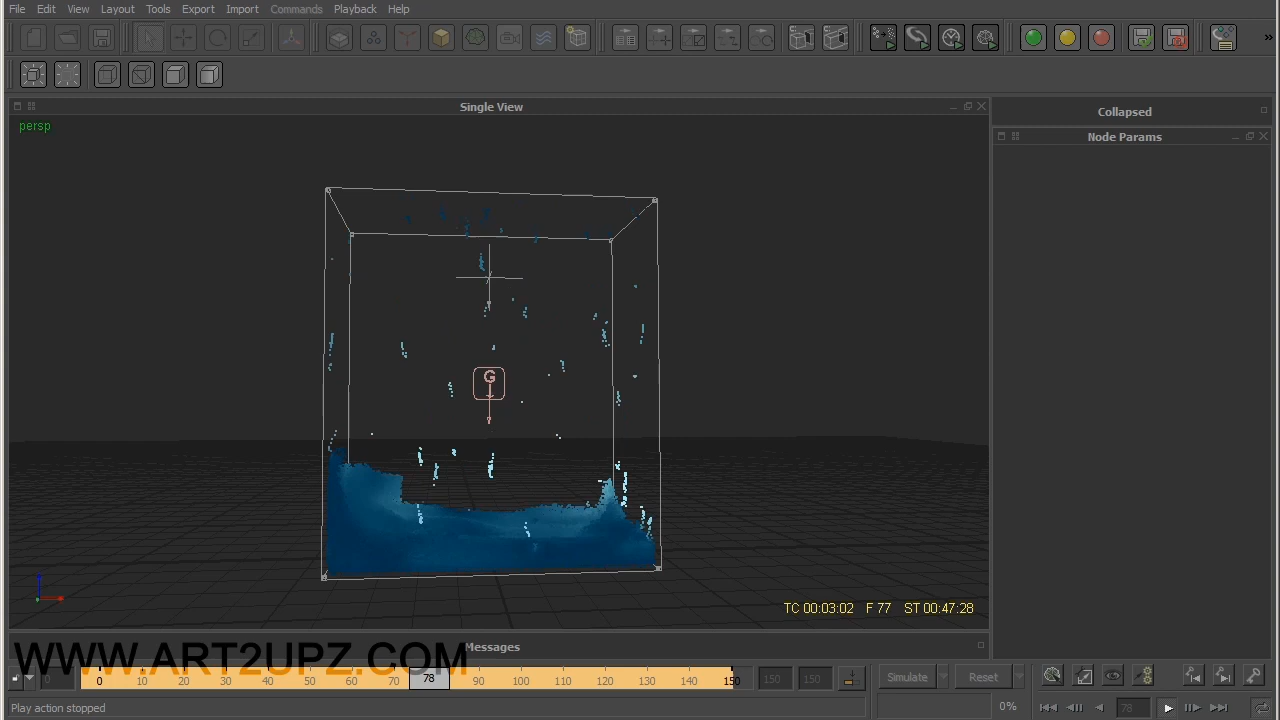 File Edit View Layout Tools Export Import Commands Playback Help
»
Single View
persp
Collapsed
Node Params
G
TC 00:03:02 F 77 ST 00:47:28
Messages
WWW.ART2UPZ.COM
0 0 10 20 30 40 50 60 70 78 90 100 110 120 130 140 150 150 150
Simulate Reset
Play action stopped
0% 78